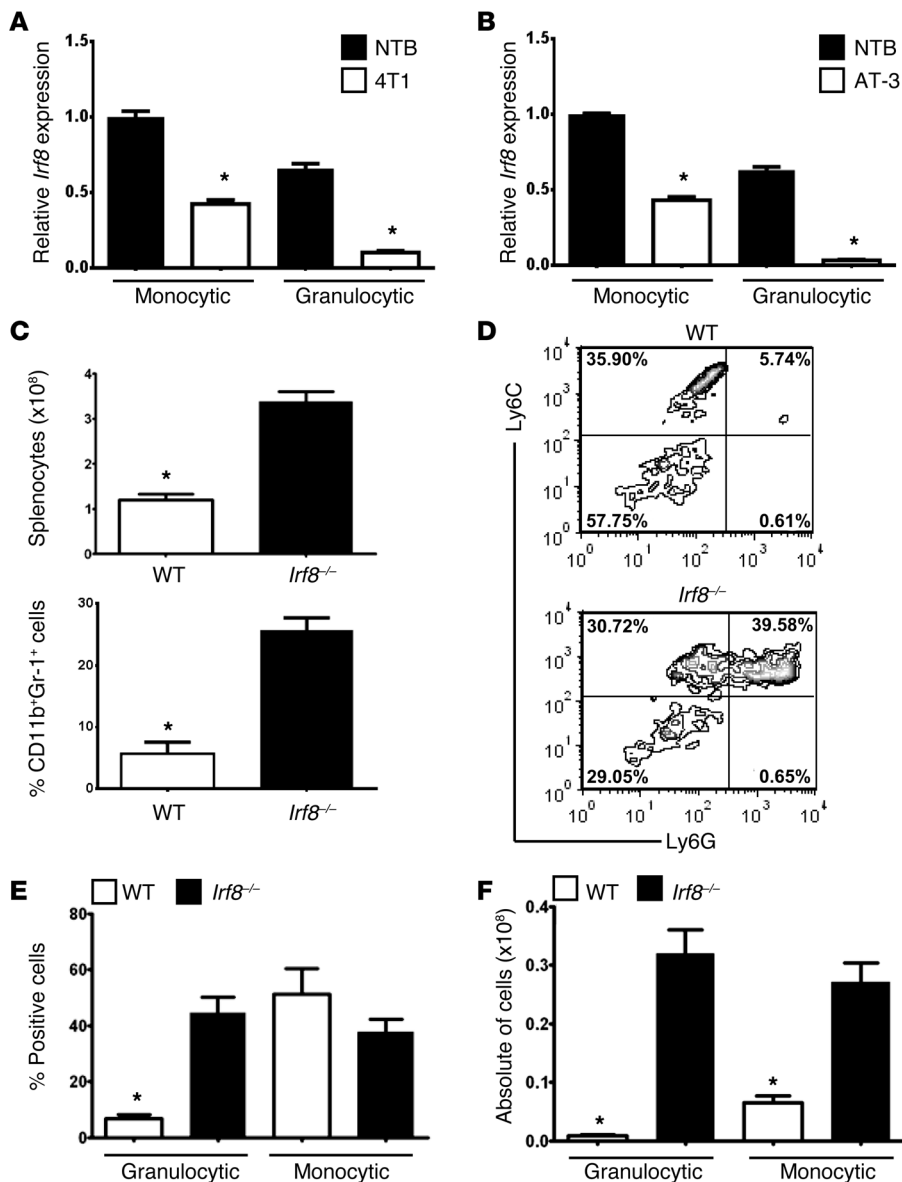 A
Relative Irf8 expression
1.5
1.0
0.5
0.0
NTB
4T1
*
*
Monocytic
Granulocytic
B
Relative Irf8 expression
1.5
1.0
0.5
0.0
NTB
AT-3
*
*
Monocytic
Granulocytic
C
Splenocytes (x10⁸)
4
3
1
0
*
WT
Irf8⁻/⁻
% CD11b⁺Gr-1⁺ cells
30
20
10
0
*
WT
Irf8⁻/⁻
D
WT
Ly6C
10⁴
10³
10²
10¹
10⁰
35.90%
5.74%
57.75%
0.61%
10⁰ 10¹ 10² 10³ 10⁴
Irf8⁻/⁻
10⁴
10³
10²
10¹
10⁰
30.72%
39.58%
29.05%
0.65%
10⁰ 10¹ 10² 10³ 10⁴
Ly6G
E
WT
Irf8⁻/⁻
% Positive cells
80
60
40
20
0
*
Granulocytic
Monocytic
F
WT
Irf8⁻/⁻
Absolute of cells (x10⁸)
0.4
0.3
0.1
0.0
*
*
Granulocytic
Monocytic